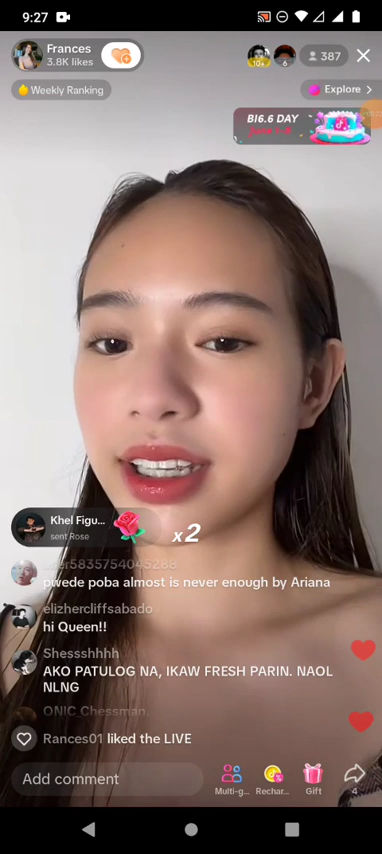 9:27
Frances
3.8K likes
10+
6
387
Weekly Ranking
Explore >
BI6.6 DAY
Khel Figu...
sent Rose
x2
puede poba almost is never enough by Ariana
elizhercliffsabado
hi Queen!!
Shessshhhh
AKO PATULOG NA, IKAW FRESH PARIN. NAOL
NLNG
ONIC_Chessman.
Rances01 liked the LIVE
Add comment
Multi-g...
Rechar...
Gift
4